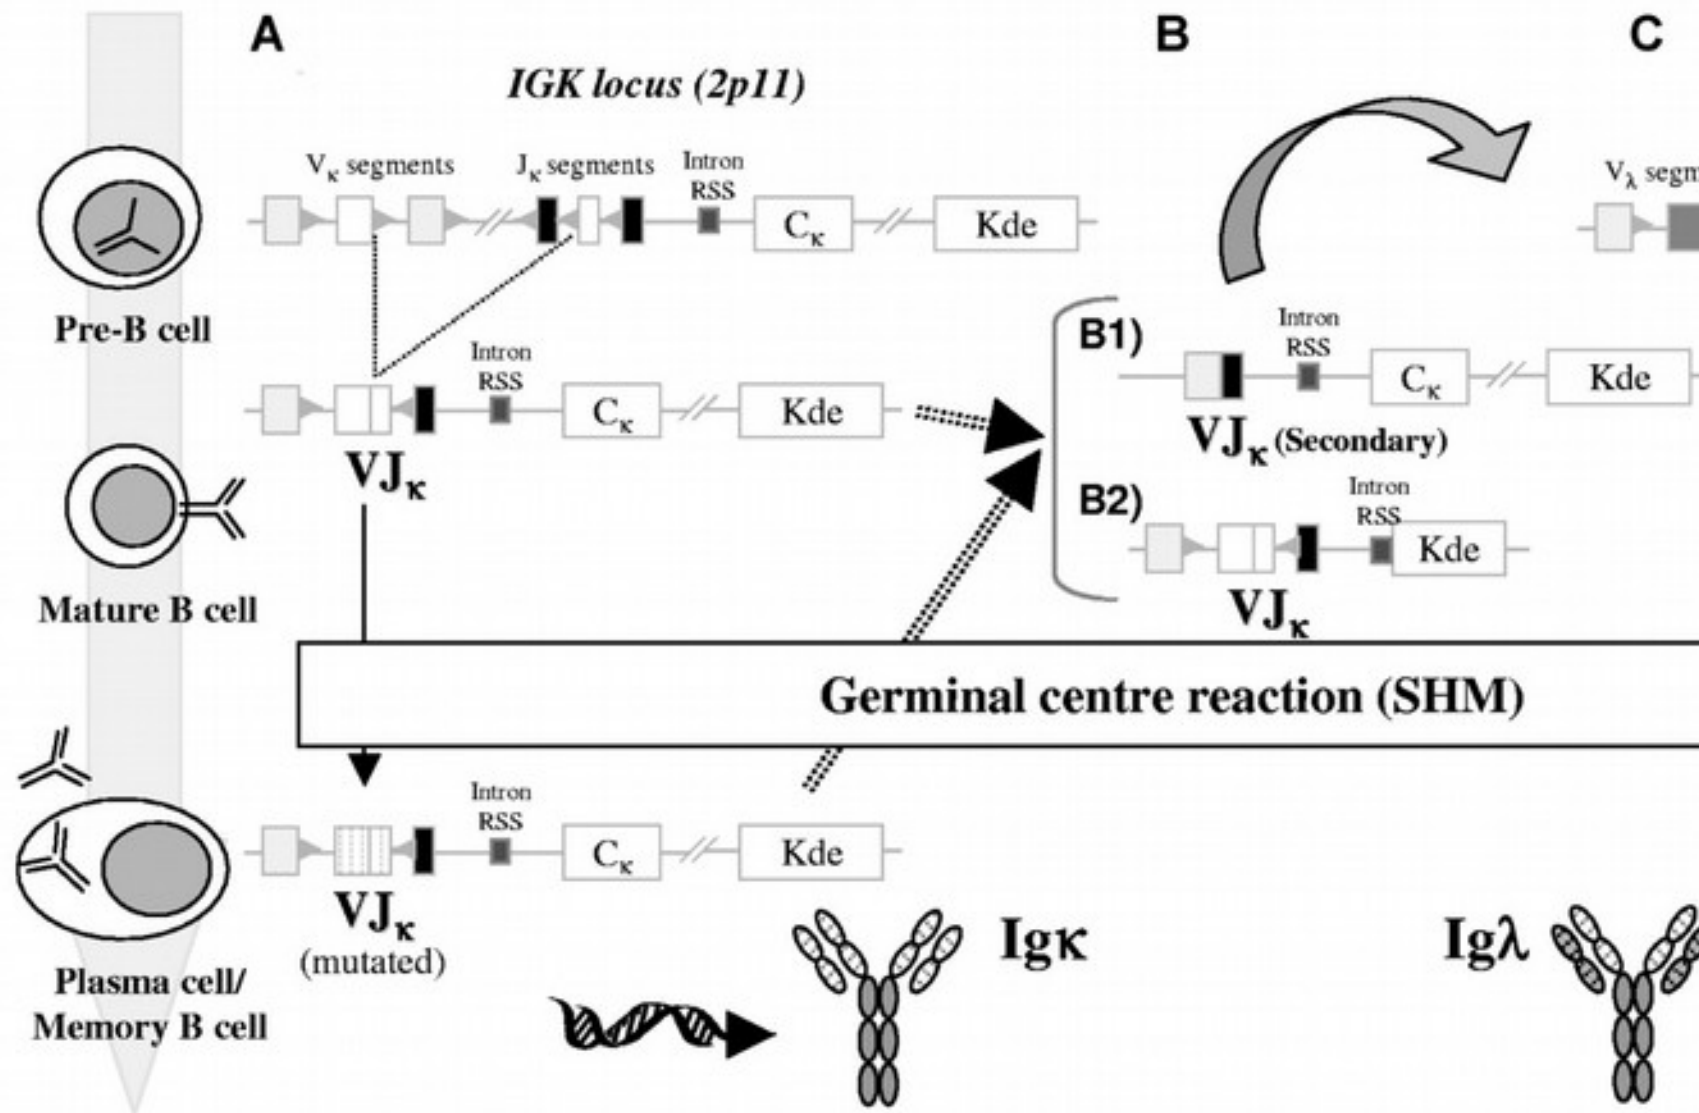 A
B
C
IGK locus (2p11)
Vκ segments
Jκ segments
Intron
RSS
Cκ
Kde
Vλ segm
Pre-B cell
Intron
RSS
Cκ
Kde
VJκ
B1)
Intron
RSS
Cκ
Kde
VJκ (Secondary)
B2)
Intron
RSS
Kde
VJκ
Mature B cell
Germinal centre reaction (SHM)
Intron
RSS
Cκ
Kde
VJκ
(mutated)
Plasma cell/
Memory B cell
Igκ
Igλ